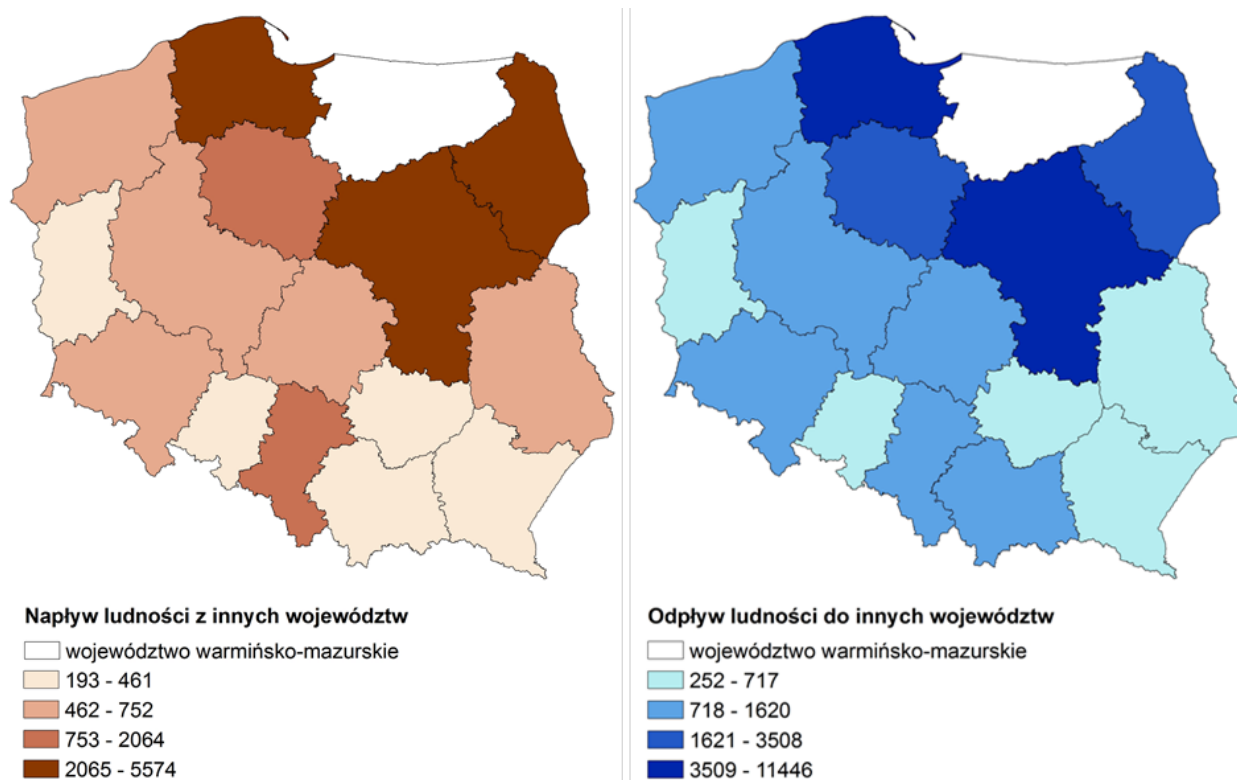 Napływ ludności z innych województw
województwo warmińsko-mazurskie
193 - 461
462 - 752
753 - 2064
2065 - 5574
Odpływ ludności do innych województw
województwo warmińsko-mazurskie
252 - 717
718 - 1620
1621 - 3508
3509 - 11446